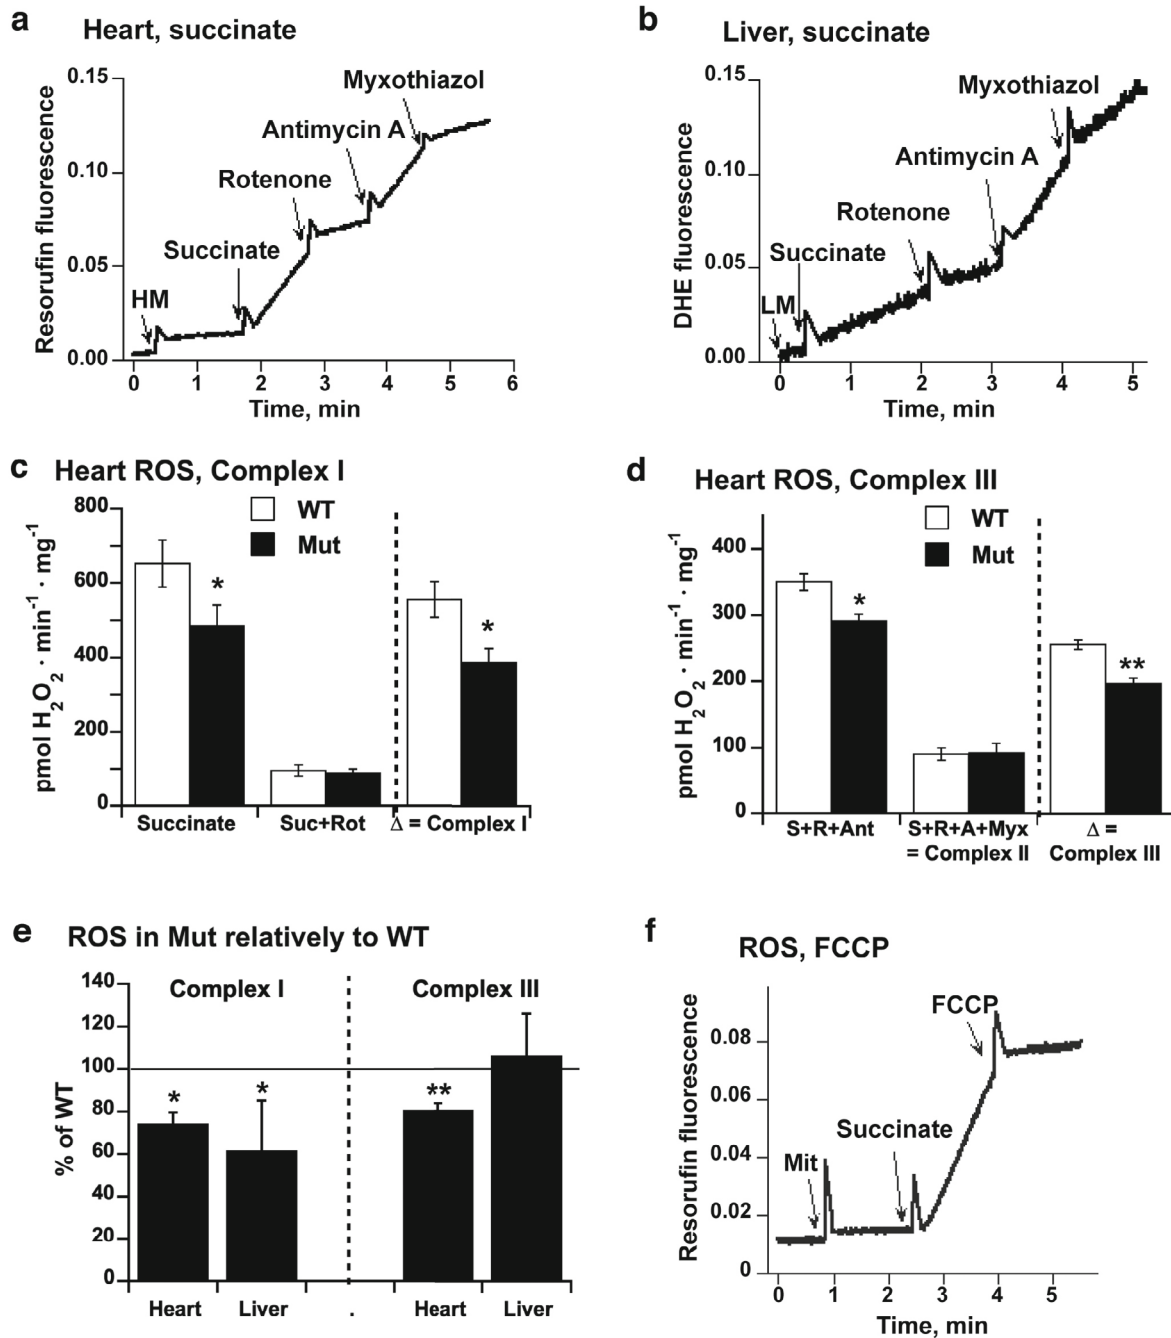 a Heart, succinate
Resorufin fluorescence
0.15
0.10
0.05
0.00
HM
Succinate
Rotenone
Antimycin A
Myxothiazol
0 1 2 3 4 5 6
Time, min
b Liver, succinate
DHE fluorescence
0.15
0.10
0.05
0.00
LM
Succinate
Rotenone
Antimycin A
Myxothiazol
0 1 2 3 4 5
Time, min
c Heart ROS, Complex I
pmol H2O2 · min-1 · mg-1
800
600
400
200
0
WT
Mut
*
*
Succinate Suc+Rot Δ = Complex I
d Heart ROS, Complex III
pmol H2O2 · min-1 · mg-1
400
300
200
100
0
WT
Mut
*
**
S+R+Ant S+R+A+Myx Δ =
= Complex II Complex III
e ROS in Mut relatively to WT
% of WT
140
120
100
80
60
40
20
0
Complex I Complex III
* * **
Heart Liver . Heart Liver
f ROS, FCCP
Resorufin fluorescence
0.08
0.06
0.04
0.02
0
Mit
Succinate
FCCP
0 1 2 3 4 5
Time, min